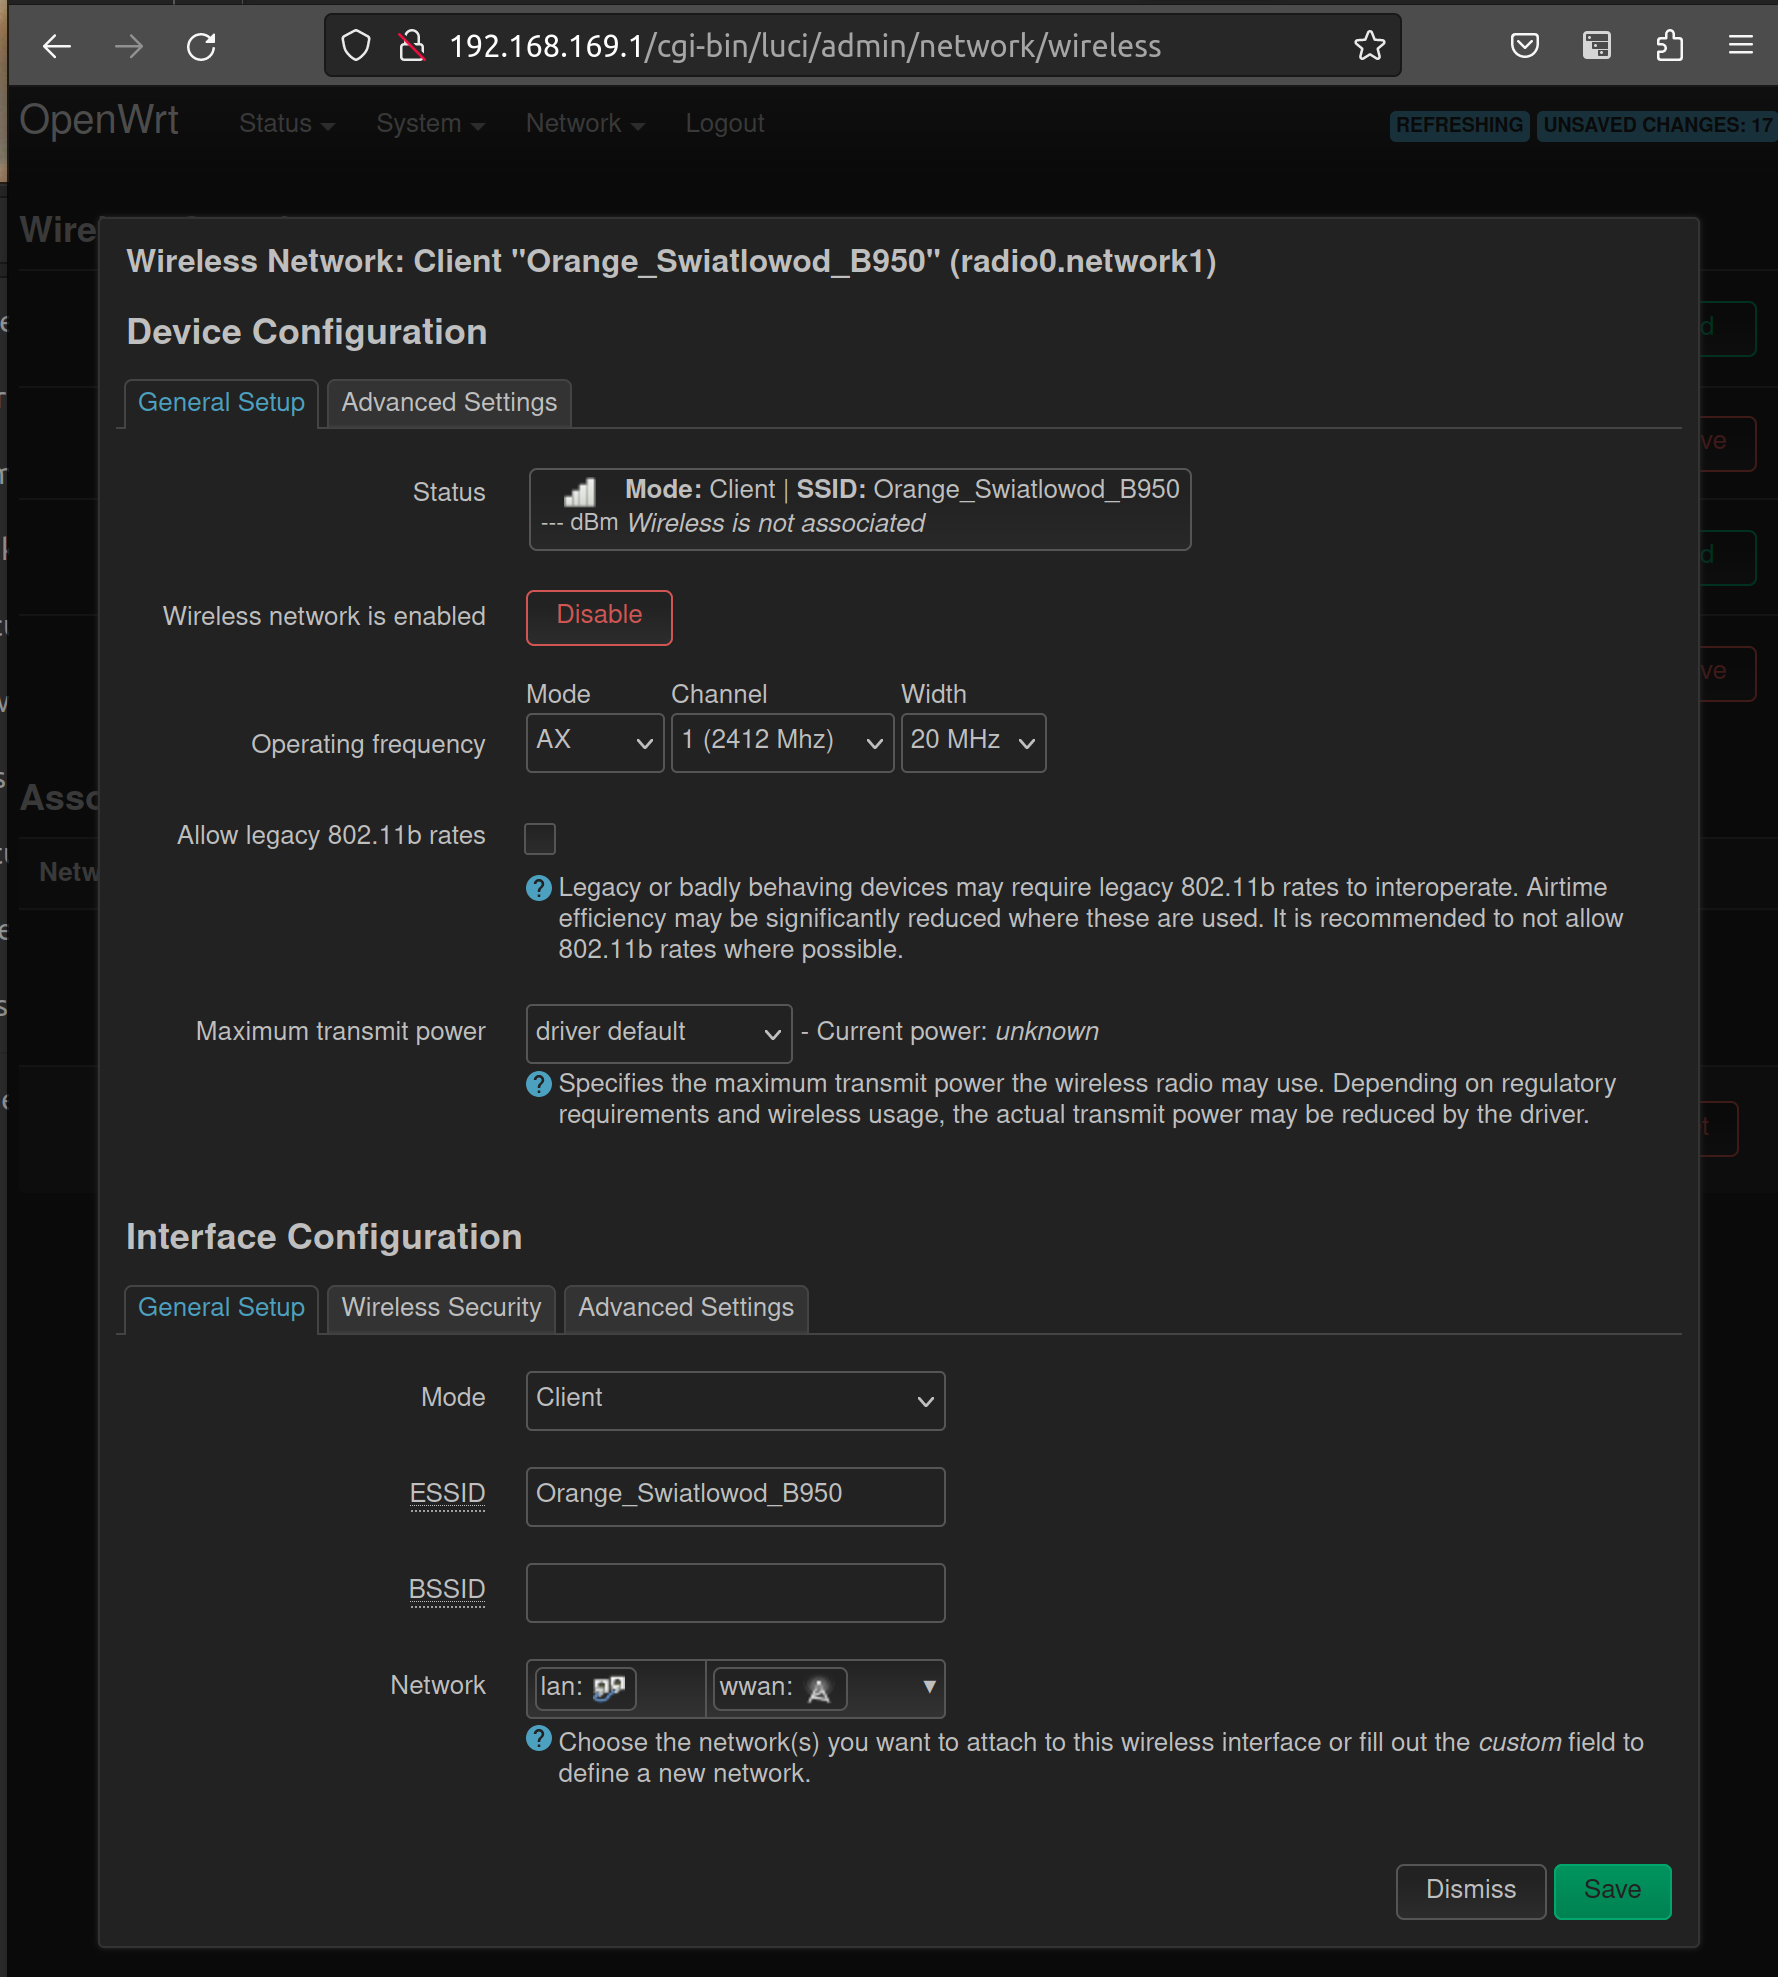 192.168.169.1/cgi-bin/luci/admin/network/wireless
OpenWrt Status System Network Logout REFRESHING UNSAVED CHANGES: 17
Wireless Network: Client "Orange_Swiatlowod_B950" (radio0.network1)
Device Configuration
General Setup Advanced Settings
Status
Mode: Client | SSID: Orange_Swiatlowod_B950
--- dBm Wireless is not associated
Wireless network is enabled Disable
Mode Channel Width
Operating frequency AX 1 (2412 Mhz) 20 MHz
Allow legacy 802.11b rates
Legacy or badly behaving devices may require legacy 802.11b rates to interoperate. Airtime
efficiency may be significantly reduced where these are used. It is recommended to not allow
802.11b rates where possible.
Maximum transmit power driver default - Current power: unknown
Specifies the maximum transmit power the wireless radio may use. Depending on regulatory
requirements and wireless usage, the actual transmit power may be reduced by the driver.
Interface Configuration
General Setup Wireless Security Advanced Settings
Mode Client
ESSID Orange_Swiatlowod_B950
BSSID
Network lan: wwan:
Choose the network(s) you want to attach to this wireless interface or fill out the custom field to
define a new network.
Dismiss Save